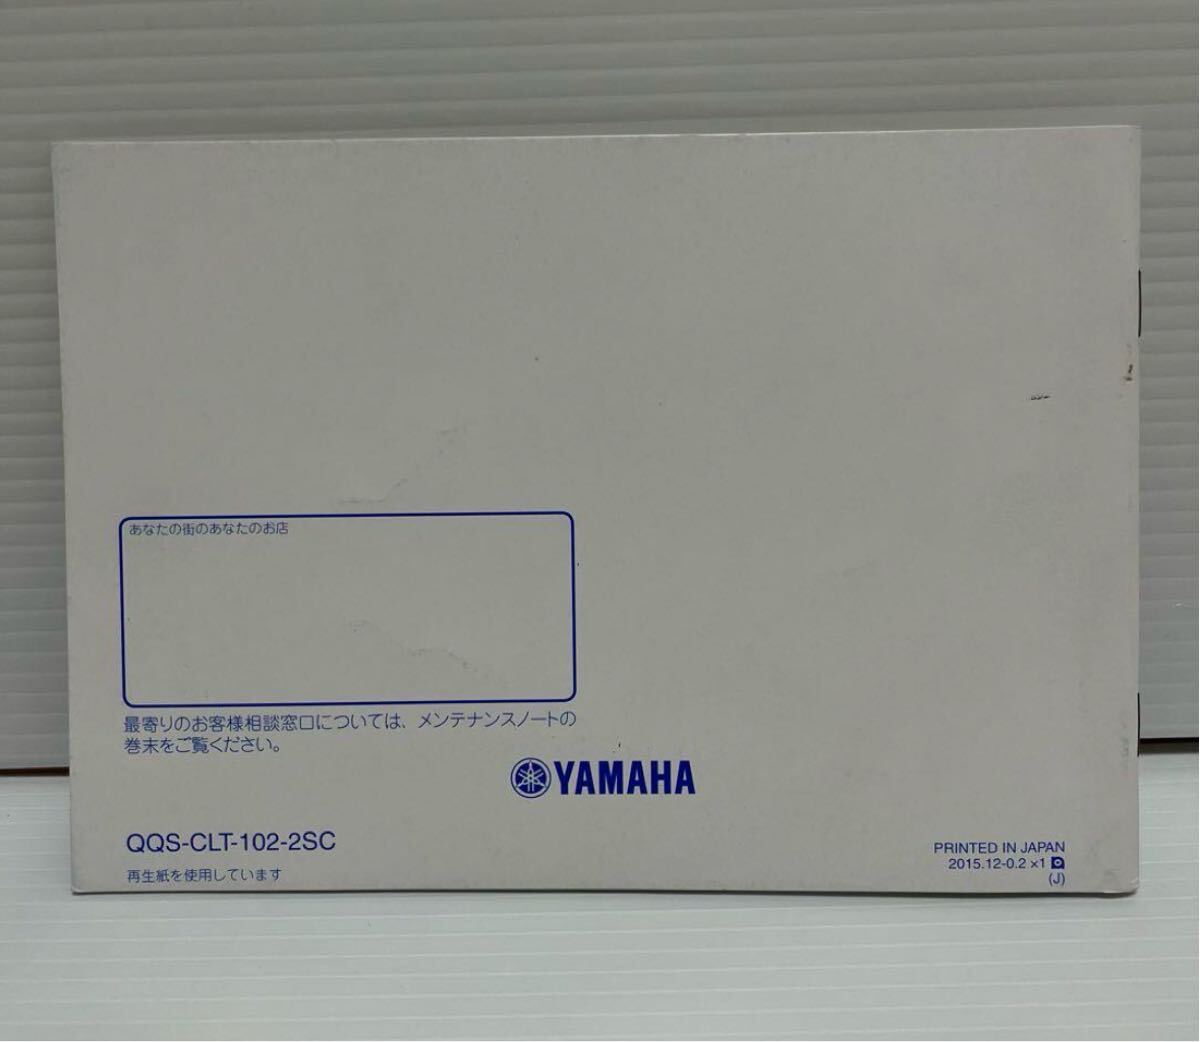 あなたの街のあなたのお店
最寄りのお客様相談窓口については、メンテナンスノートの
巻末をご覧ください。
YAMAHA
QQS-CLT-102-2SC
再生紙を使用しています
PRINTED IN JAPAN
2015.12-0.2 ×1
(J)